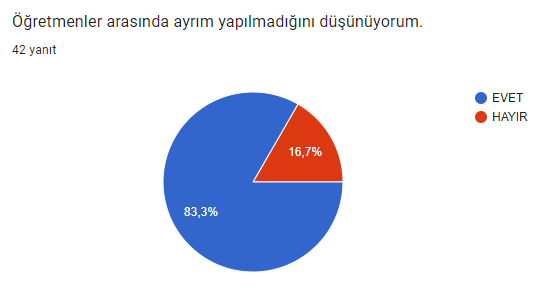 Öğretmenler arasında ayrım yapılmadığını düşünüyorum.
42 yanıt
EVET
HAYIR
16,7%
83,3%